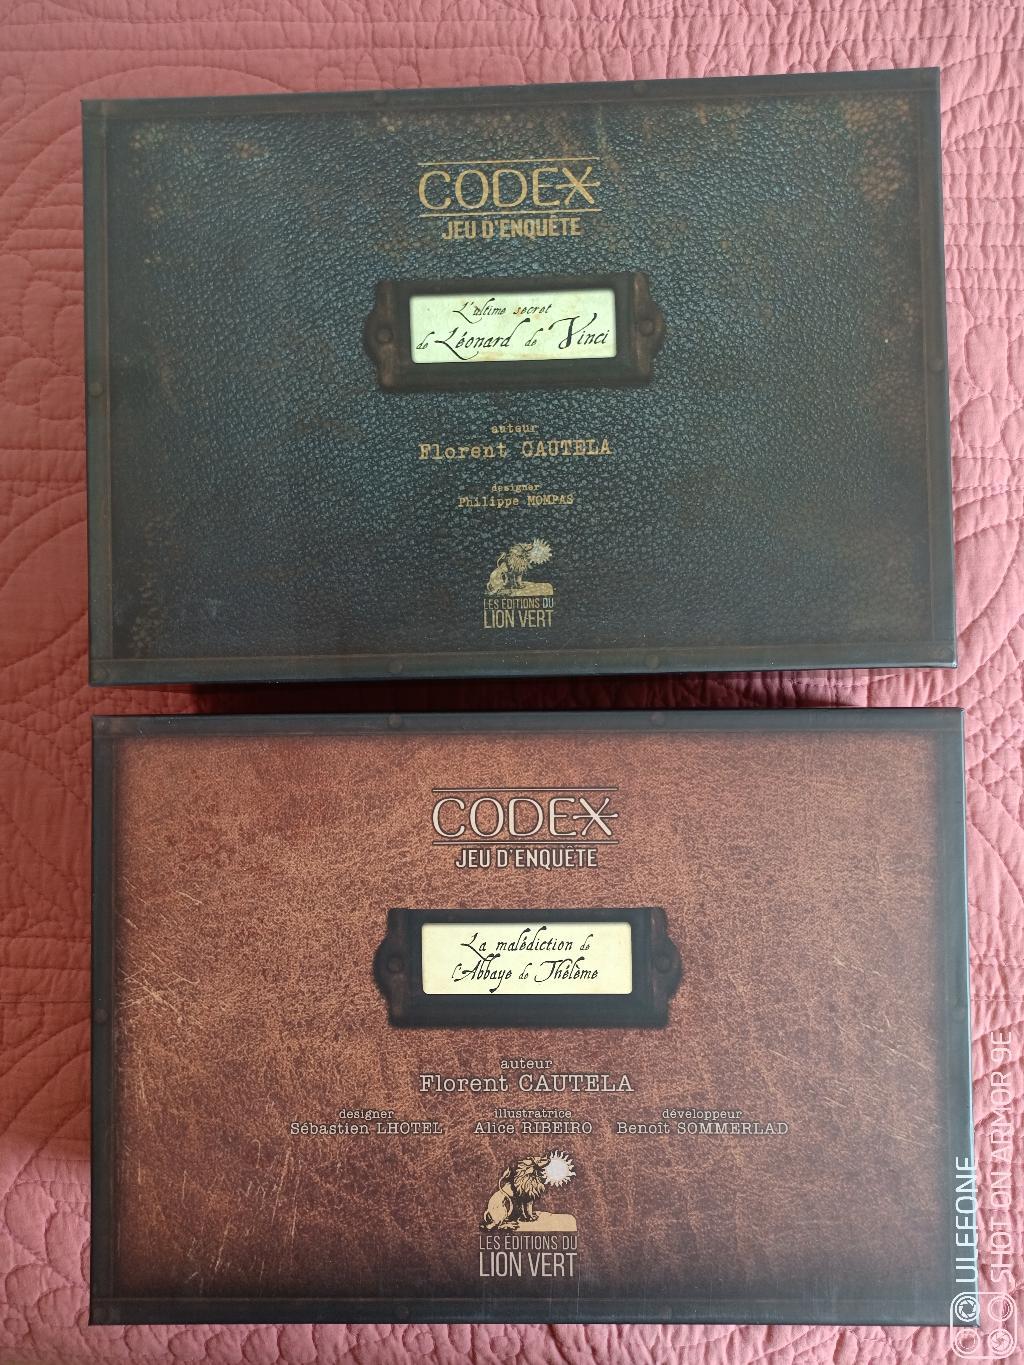 CODEX
JEU D'ENQUÊTE
L'ultime secret
de Léonard de Vinci
auteur
Florent CAUTELA
designer
Philippe MOMPAS
LES ÉDITIONS DU
LION VERT
CODEX
JEU D'ENQUÊTE
La malédiction de
l'Abbaye de Thélème
auteur
Florent CAUTELA
designer illustratrice développeur
Sébastien LHOTEL Alice RIBEIRO Benoît SOMMERLAD
LES ÉDITIONS DU
LION VERT
ULEFONE
SHOT ON ARMOR 9E